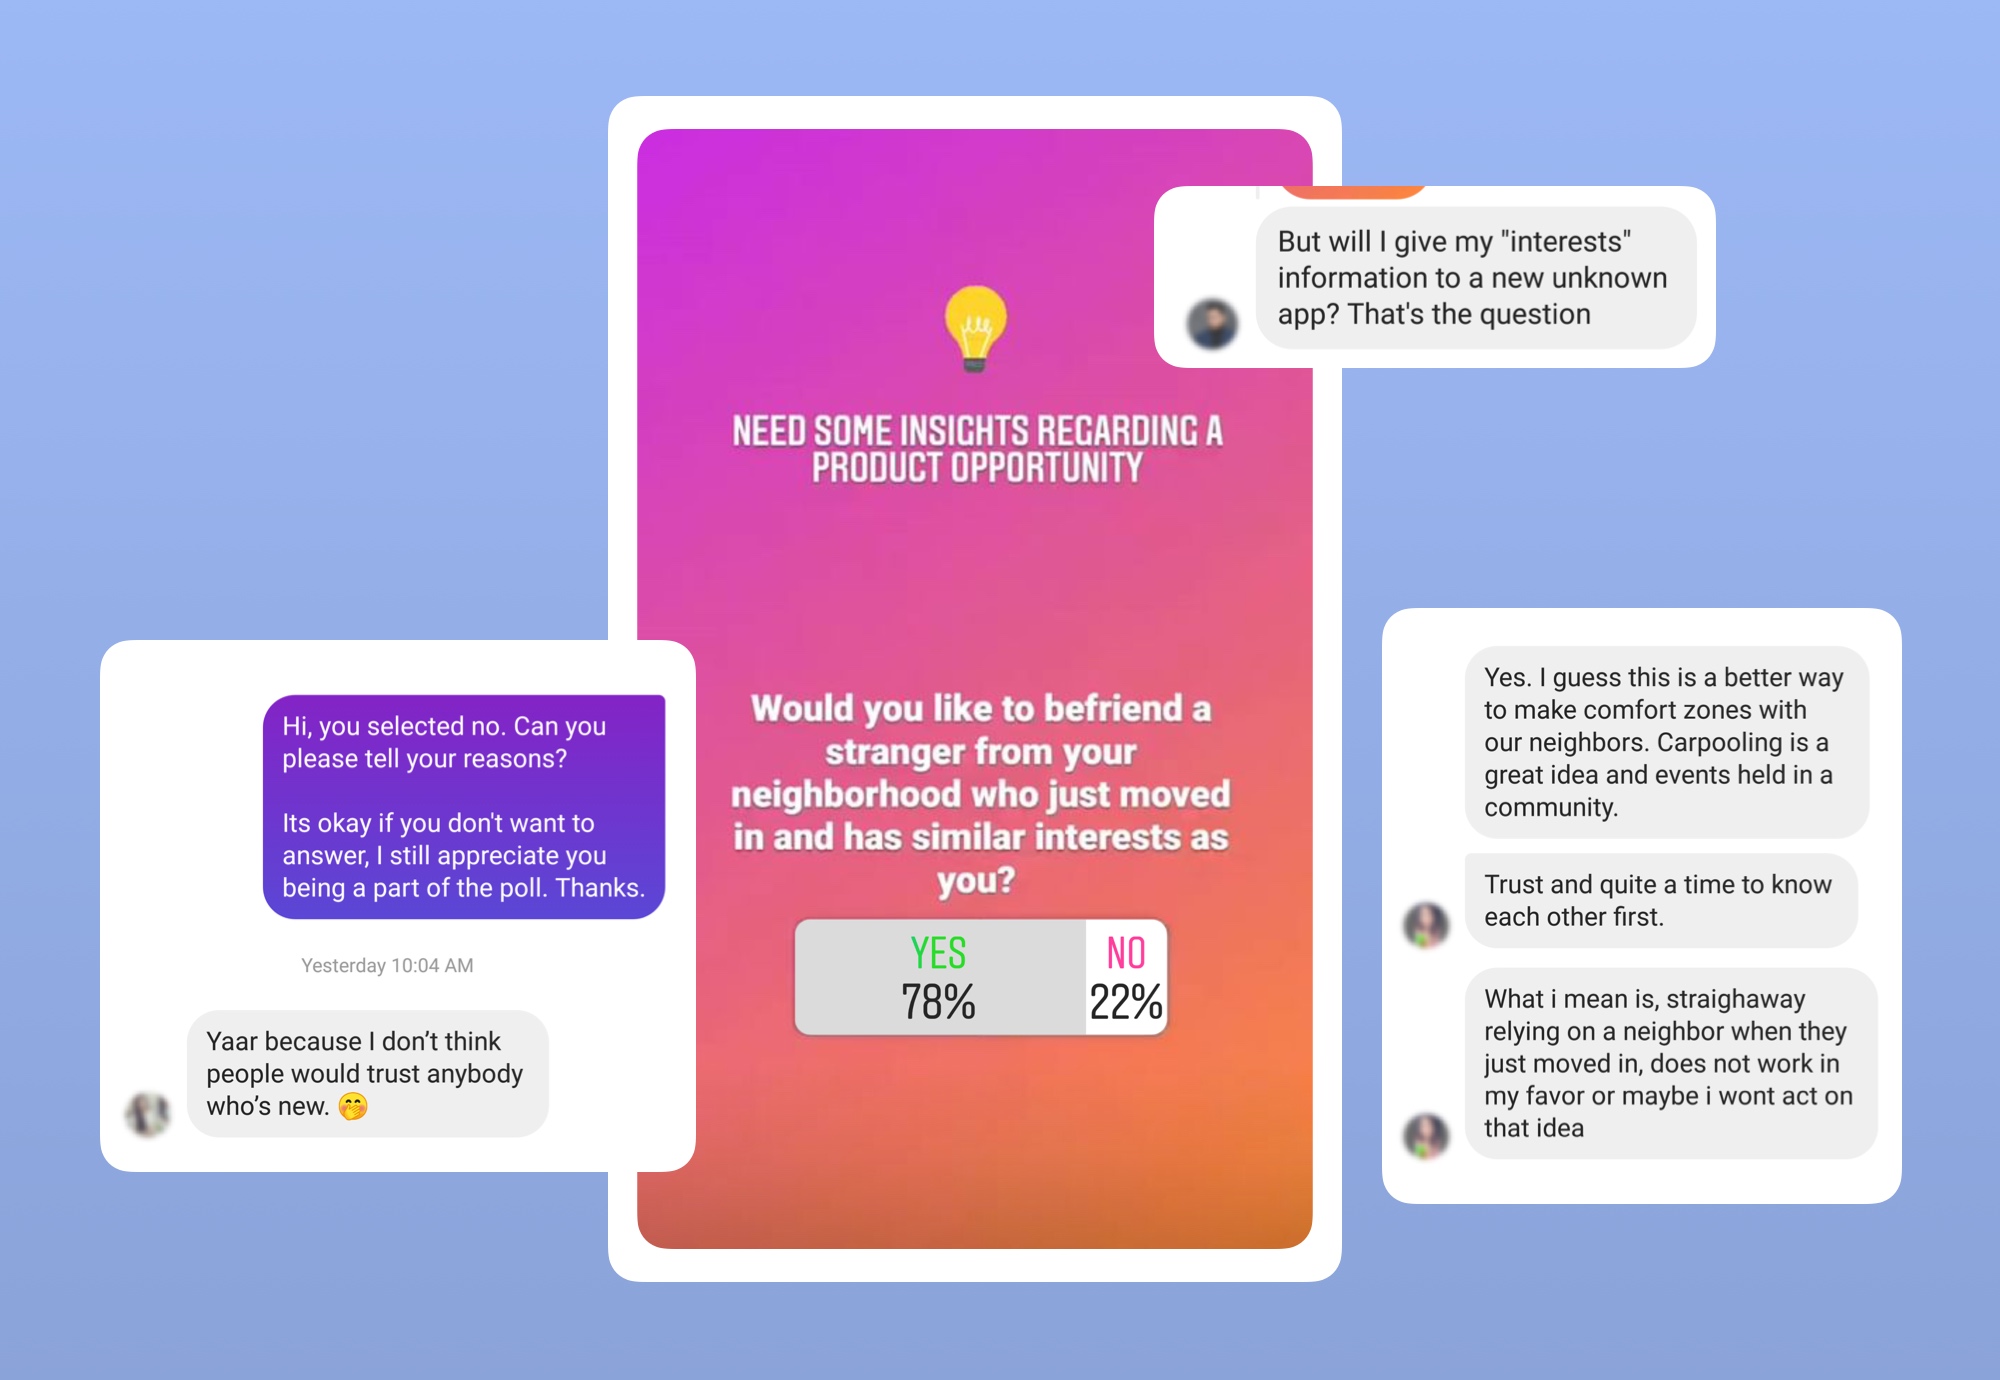 But will I give my "interests"
information to a new unknown
app? That's the question
NEED SOME INSIGHTS REGARDING A
PRODUCT OPPORTUNITY
Would you like to befriend a
stranger from your
neighborhood who just moved
in and has similar interests as
you?
YES
78%
NO
22%
Hi, you selected no. Can you
please tell your reasons?
Its okay if you don't want to
answer, I still appreciate you
being a part of the poll. Thanks.
Yesterday 10:04 AM
Yaar because I don’t think
people would trust anybody
who’s new. 🤭
Yes. I guess this is a better way
to make comfort zones with
our neighbors. Carpooling is a
great idea and events held in a
community.
Trust and quite a time to know
each other first.
What i mean is, straighaway
relying on a neighbor when they
just moved in, does not work in
my favor or maybe i wont act on
that idea